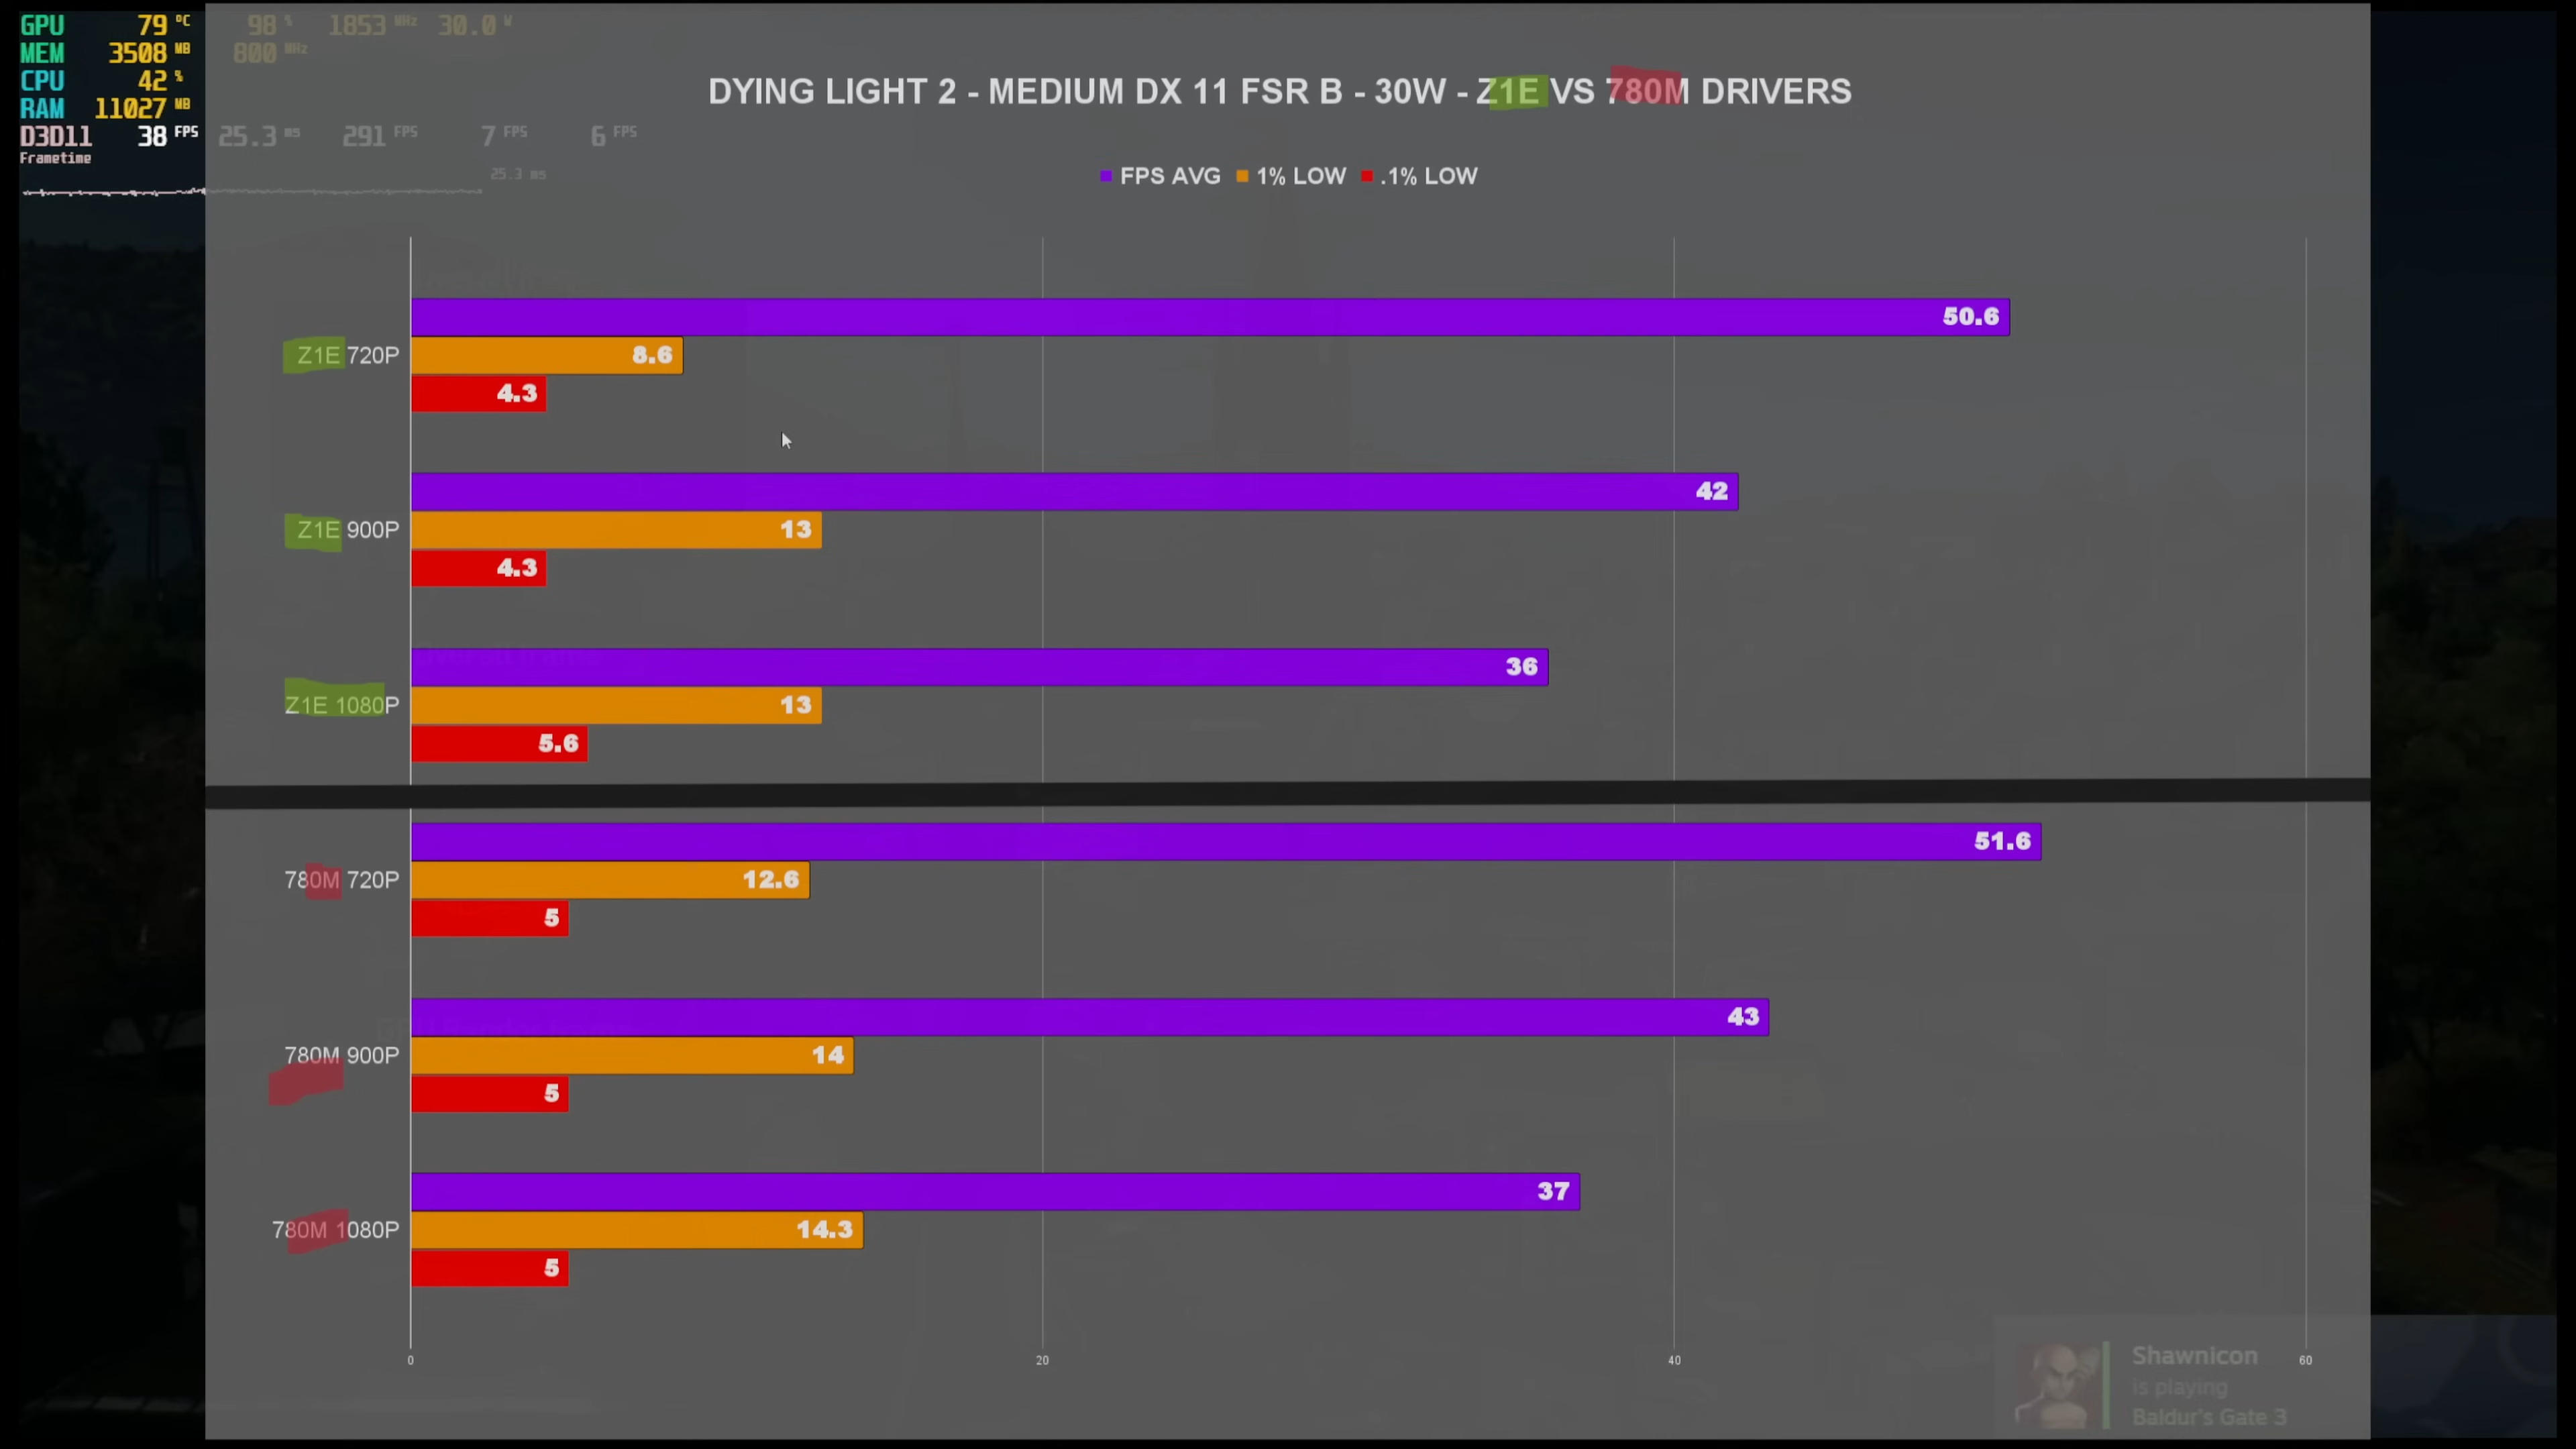 GPU 79 °C 98 % 1853 MHz 30.0 W
MEM 3508 MB 800 MHz
CPU 42 %
RAM 11027 MB
D3D11 38 FPS 25.3 ms 291 FPS 7 FPS 6 FPS
Frametime
25.3 ms
DYING LIGHT 2 - MEDIUM DX 11 FSR B - 30W - Z1E VS 780M DRIVERS
FPS AVG 1% LOW .1% LOW
50.6
Z1E 720P 8.6
4.3
42
Z1E 900P 13
4.3
Overall frame
36
Z1E 1080P 13
5.6
51.6
780M 720P 12.6
5
43
780M 900P 14
5
37
780M 1080P 14.3
5
0 20 40 60
Shawnicon
is playing
Baldur's Gate 3